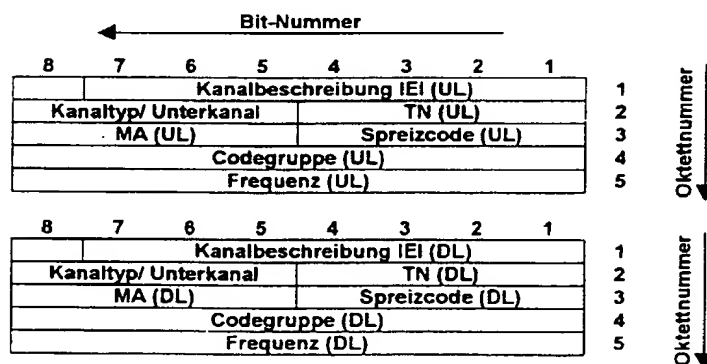 Bit-Nummer
8 7 6 5 4 3 2 1
Kanalbeschreibung IEI (UL) 1
Kanaltyp/ Unterkanal TN (UL) 2
MA (UL) Spreizcode (UL) 3
Codegruppe (UL) 4
Frequenz (UL) 5
Oktettnummer
8 7 6 5 4 3 2 1
Kanalbeschreibung IEI (DL) 1
Kanaltyp/ Unterkanal TN (DL) 2
MA (DL) Spreizcode (DL) 3
Codegruppe (DL) 4
Frequenz (DL) 5
Oktettnummer